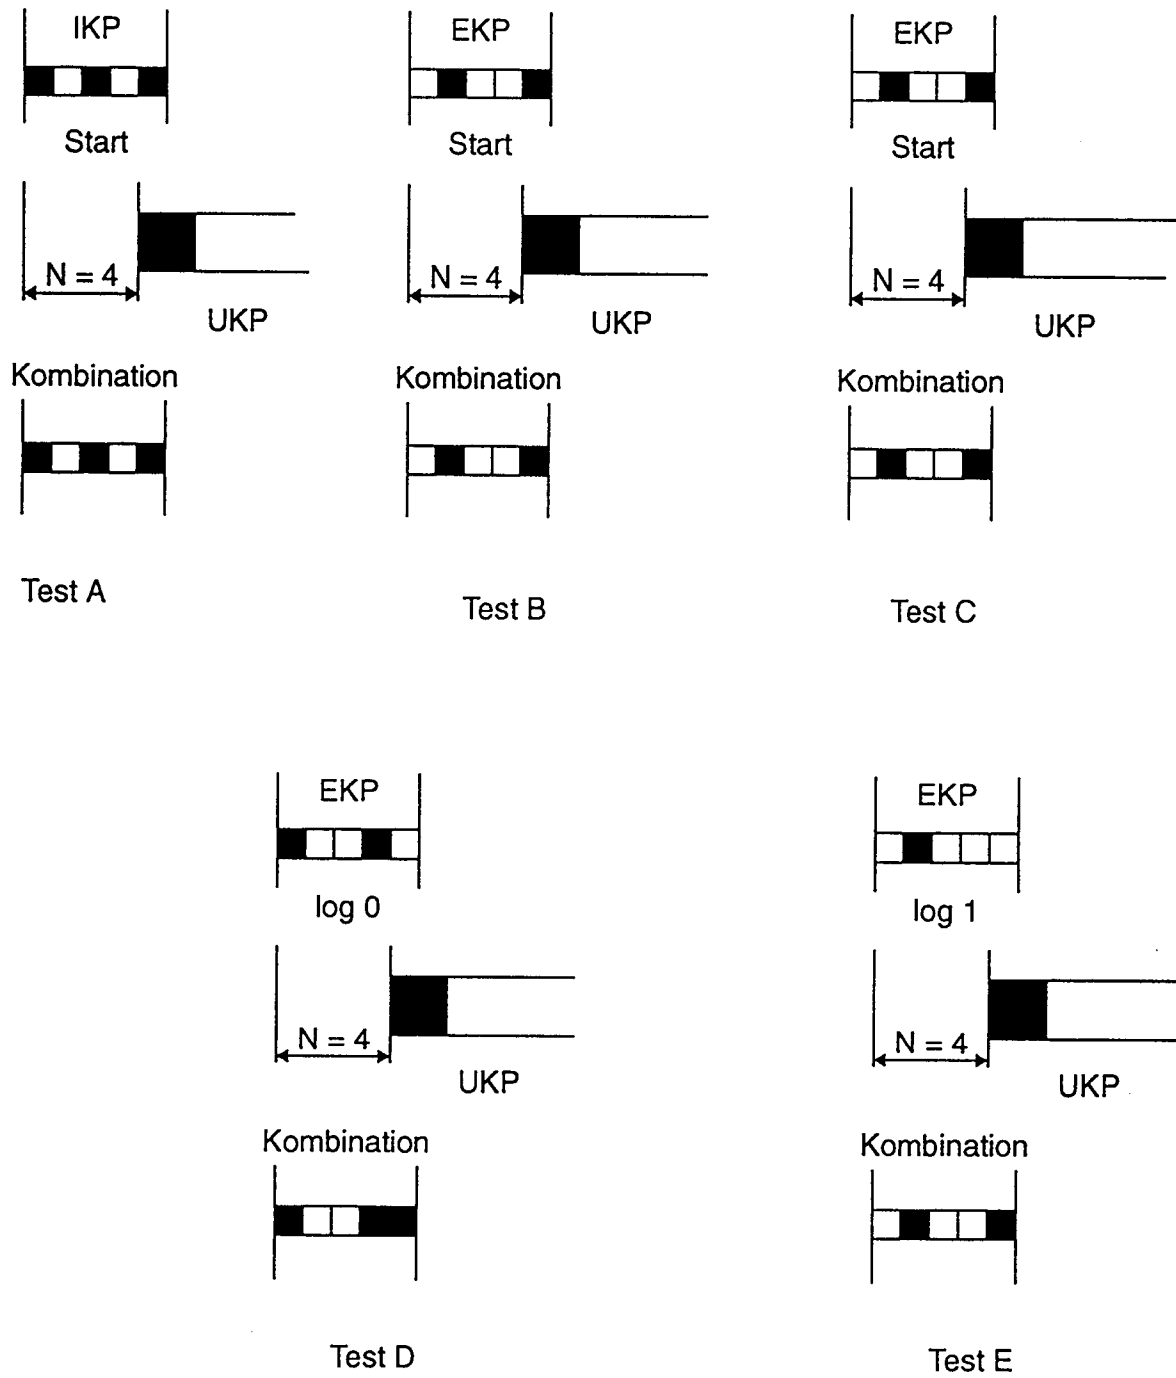 IKP
Start
N = 4
UKP
Kombination
Test A
EKP
Start
N = 4
UKP
Kombination
Test B
EKP
Start
N = 4
UKP
Kombination
Test C
EKP
log 0
N = 4
UKP
Kombination
Test D
EKP
log 1
N = 4
UKP
Kombination
Test E